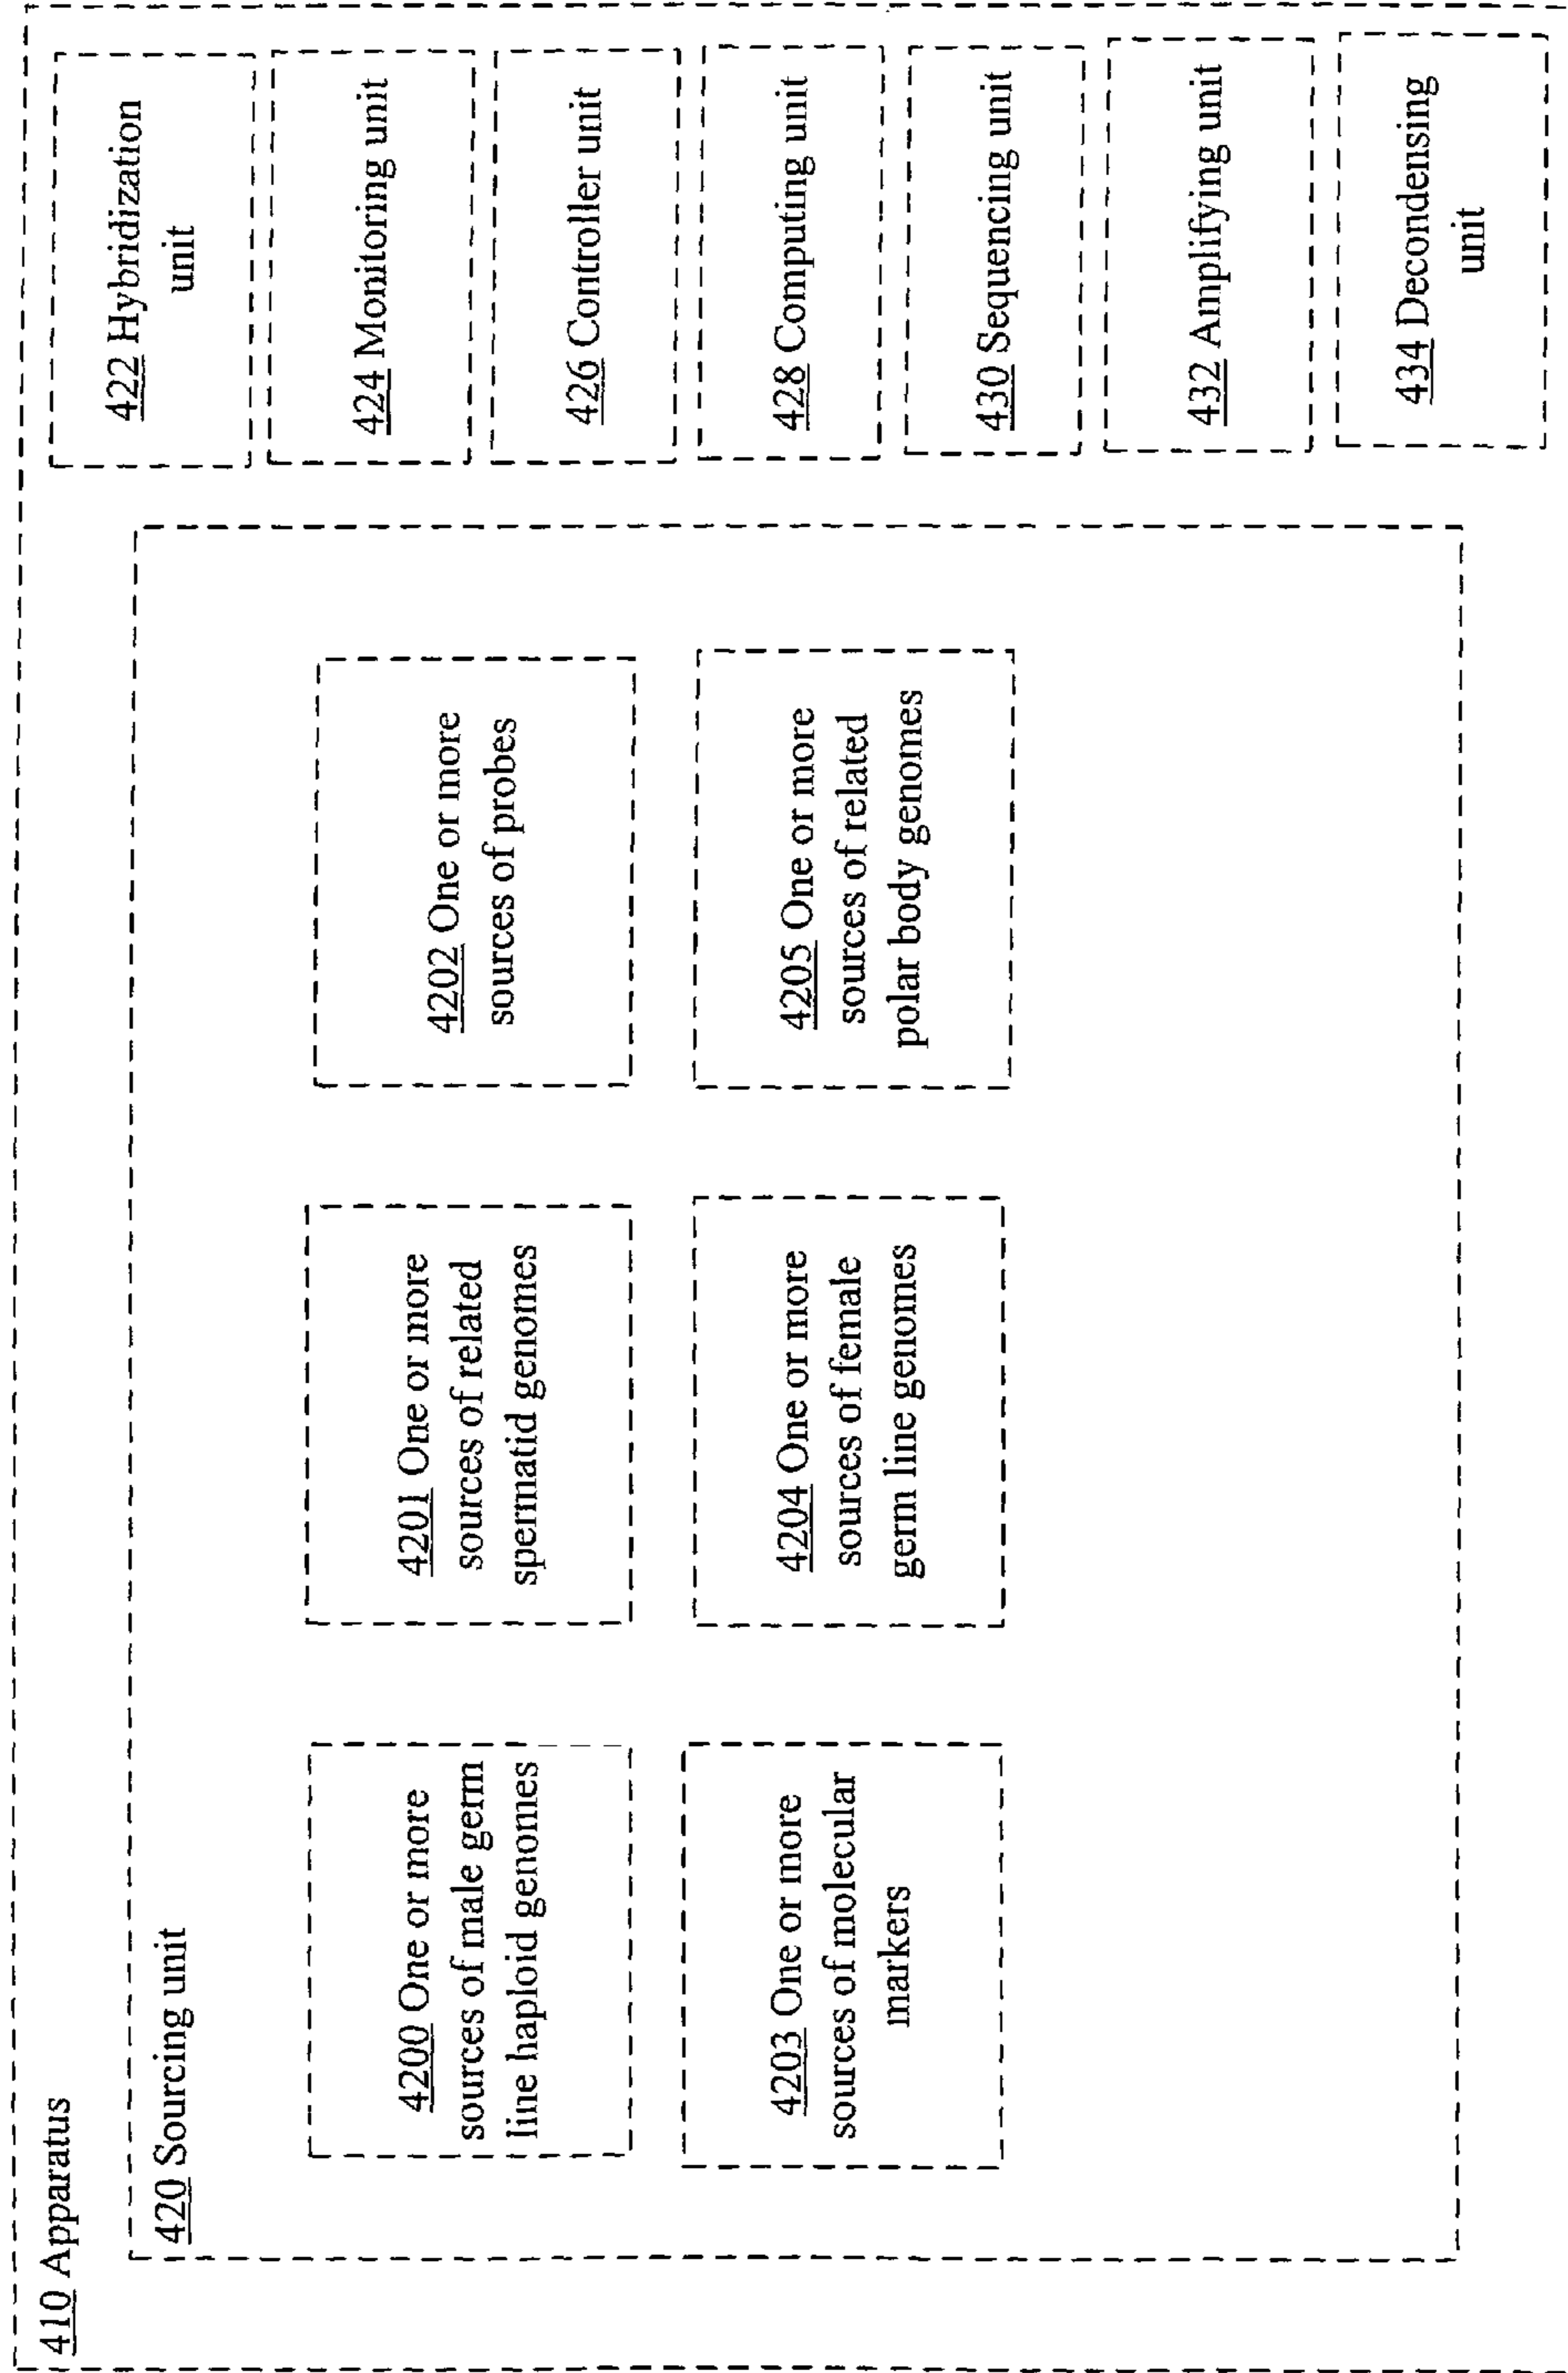 410 Apparatus
420 Sourcing unit
4200 One or more
sources of male germ
line haploid genomes
4201 One or more
sources of related
spermatid genomes
4202 One or more
sources of probes
4203 One or more
sources of molecular
markers
4204 One or more
sources of female
germ line genomes
4205 One or more
sources of related
polar body genomes
422 Hybridization
unit
424 Monitoring unit
426 Controller unit
428 Computing unit
430 Sequencing unit
432 Amplifying unit
434 Decondensing
unit